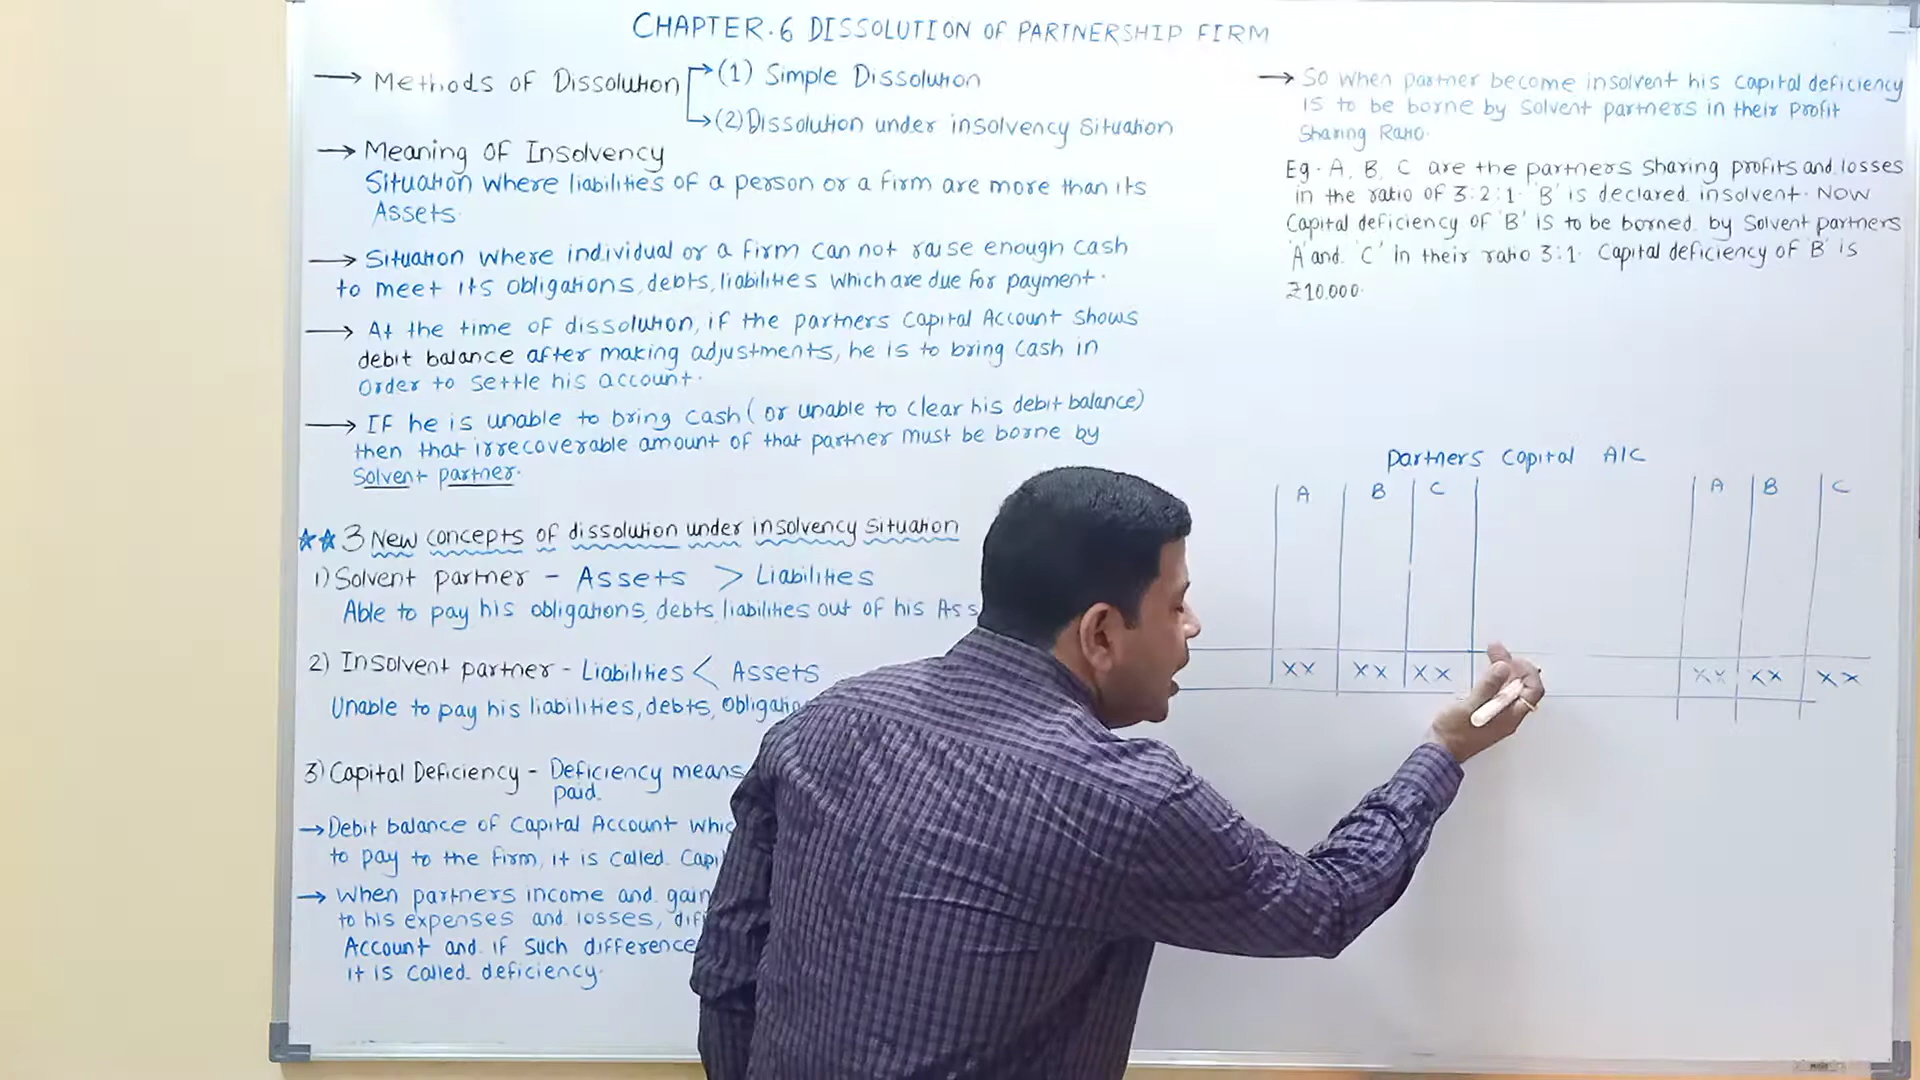 CHAPTER.6 DISSOLUTION OF PARTNERSHIP FIRM
→ Methods of Dissolution
→ (1) Simple Dissolution
→ (2) Dissolution under insolvency Situation
→ Meaning OF Insolvency
Situation where liabilities of a person or a firm are more than its
Assets.
→ Situation where individual or a firm can not raise enough cash
to meet its obligations, debts, liabilities which are due for payment.
→ At the time of dissolution, if the partners Capital Account shows
debit balance after making adjustments, he is to bring cash in
order to settle his account.
→ If he is unable to bring cash (or unable to clear his debit balance)
then that irrecoverable amount of that partner must be borne by
Solvent partner.
★★ 3 New concepts of dissolution under insolvency Situation
1) Solvent partner - Assets > Liabilities
Able to pay his obligations, debts, liabilities out of his Ass
2) Insolvent partner - Liabilities < Assets
Unable to pay his liabilities, debts,
3) Capital Deficiency - Deficiency means
paid.
→ Debit balance of Capital Account
to pay to the firm, it is called
→ When partners income and
to his expenses and losses,
Account and if such difference
it is called deficiency.
→ So when partner become insolvent his capital deficiency
is to be borne by solvent partners in their profit
Sharing Ratio.
Eg. A, B, C are the partners Sharing profits and losses
in the ratio of 3:2:1. 'B' is declared insolvent. Now
Capital deficiency of 'B' is to be borned by Solvent partners
'A' and 'C' in their ratio 3:1. Capital deficiency of 'B' is
₹10.000.
Partners Capital A/C
A B C A B C
XX XX XX XX XX XX